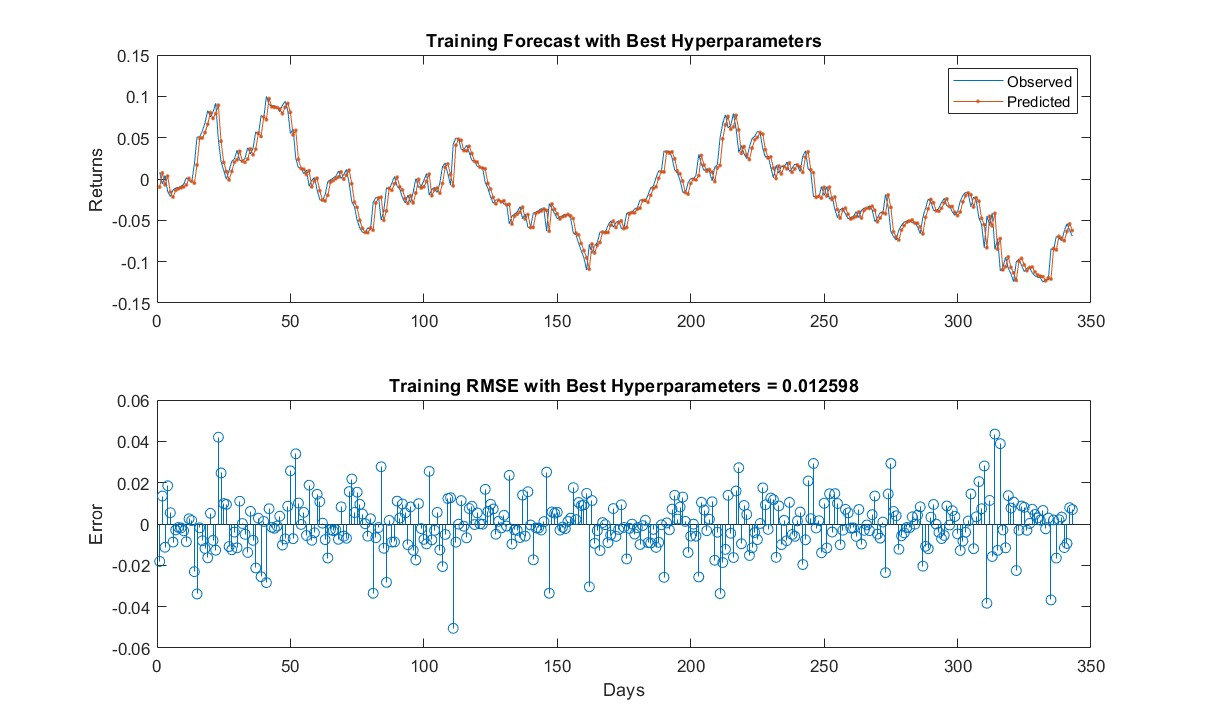 Training Forecast with Best Hyperparameters
0.15
0.1
0.05
0
-0.05
-0.1
-0.15
Returns
Observed
Predicted
0 50 100 150 200 250 300 350
Training RMSE with Best Hyperparameters = 0.012598
0.06
0.04
0.02
0
-0.02
-0.04
-0.06
Error
0 50 100 150 200 250 300 350
Days